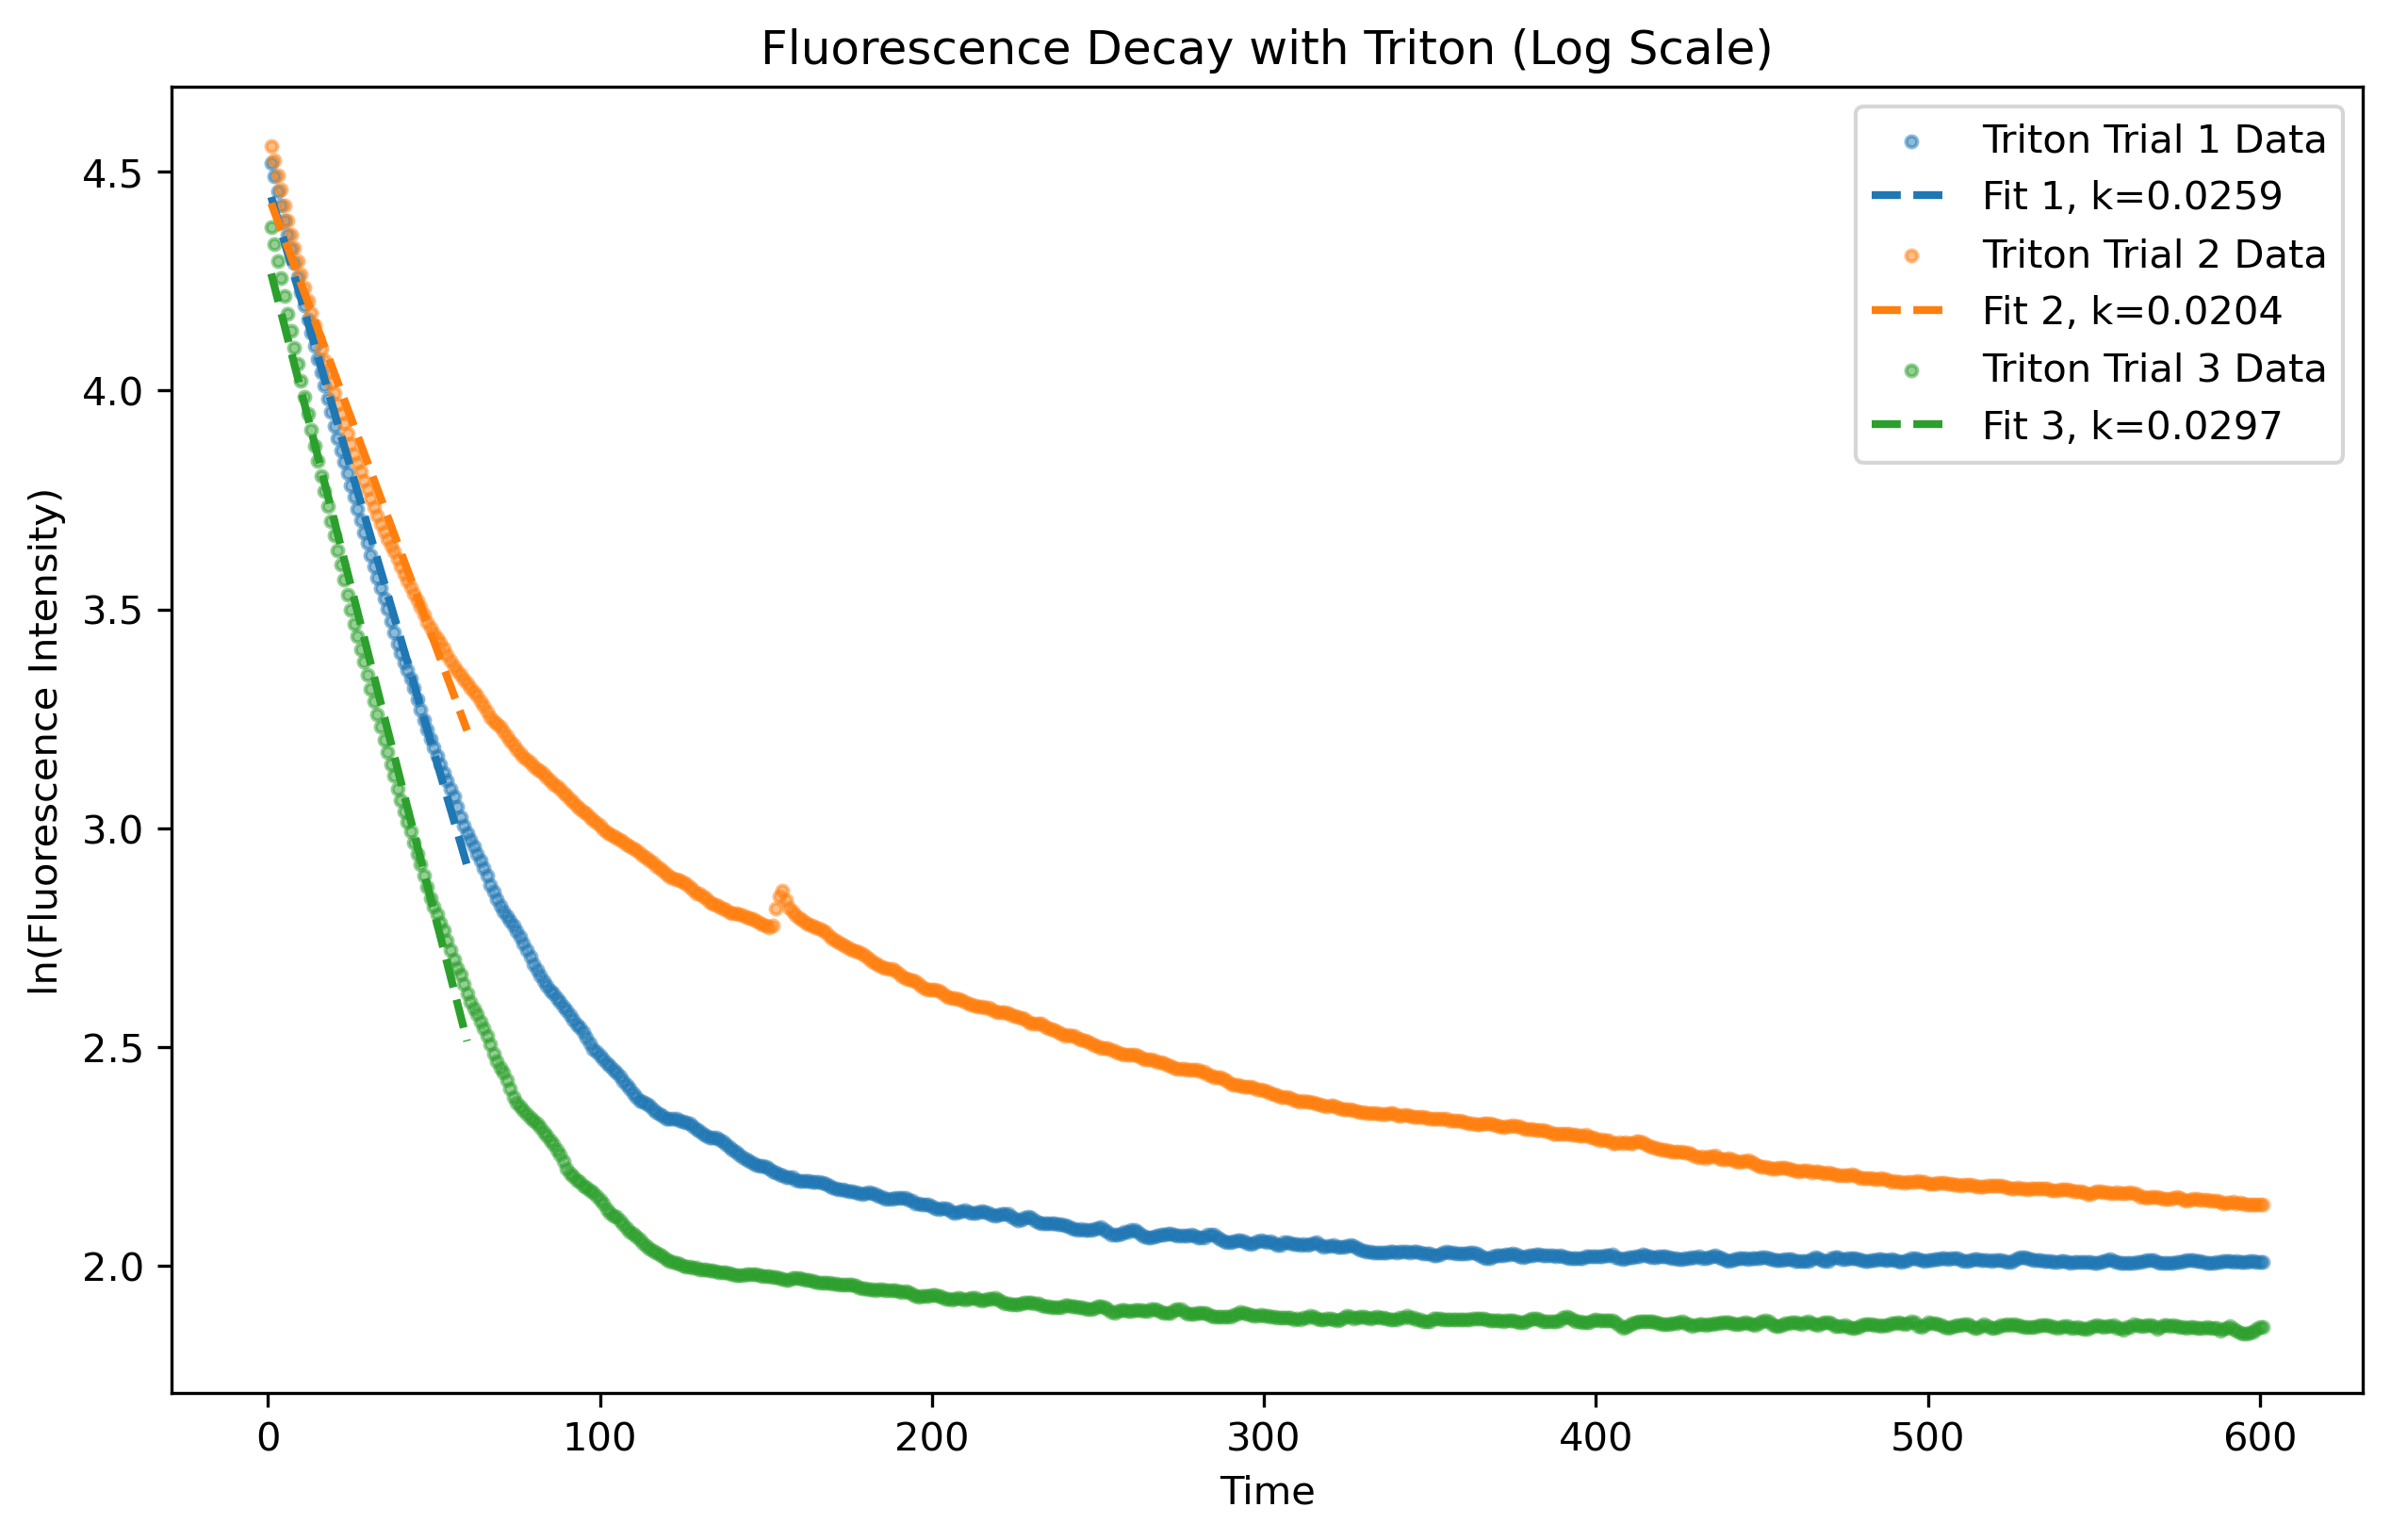 Fluorescence Decay with Triton (Log Scale)
Triton Trial 1 Data
Fit 1, k=0.0259
Triton Trial 2 Data
Fit 2, k=0.0204
Triton Trial 3 Data
Fit 3, k=0.0297
ln(Fluorescence Intensity)
4.5
4.0
3.5
3.0
2.5
2.0
0 100 200 300 400 500 600
Time